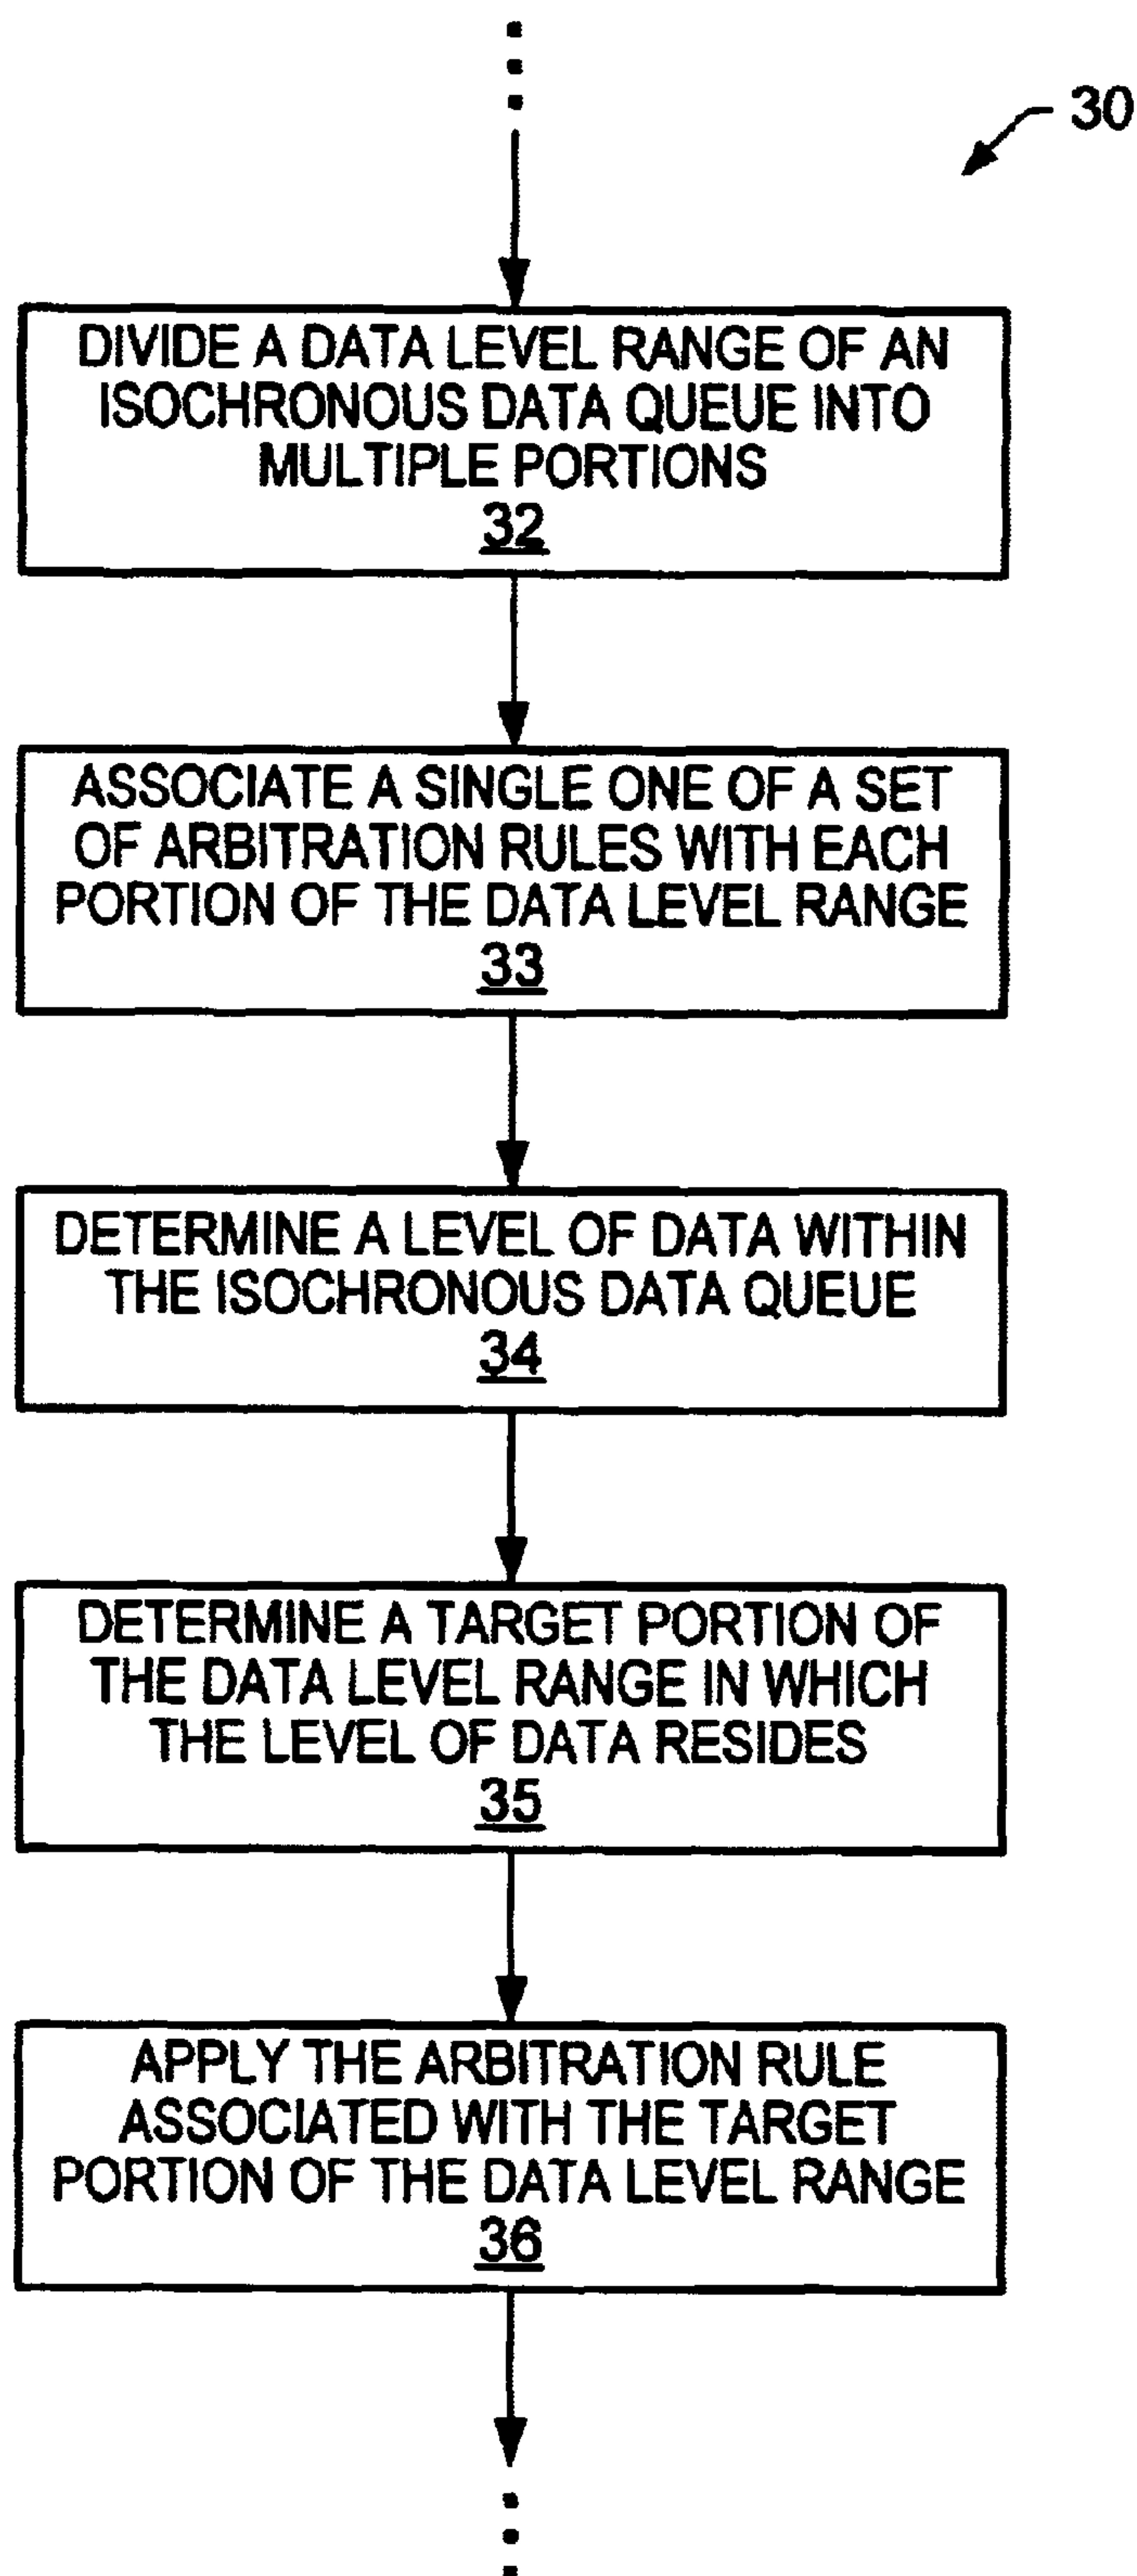 30
DIVIDE A DATA LEVEL RANGE OF AN
ISOCHRONOUS DATA QUEUE INTO
MULTIPLE PORTIONS
32
ASSOCIATE A SINGLE ONE OF A SET
OF ARBITRATION RULES WITH EACH
PORTION OF THE DATA LEVEL RANGE
33
DETERMINE A LEVEL OF DATA WITHIN
THE ISOCHRONOUS DATA QUEUE
34
DETERMINE A TARGET PORTION OF
THE DATA LEVEL RANGE IN WHICH
THE LEVEL OF DATA RESIDES
35
APPLY THE ARBITRATION RULE
ASSOCIATED WITH THE TARGET
PORTION OF THE DATA LEVEL RANGE
36